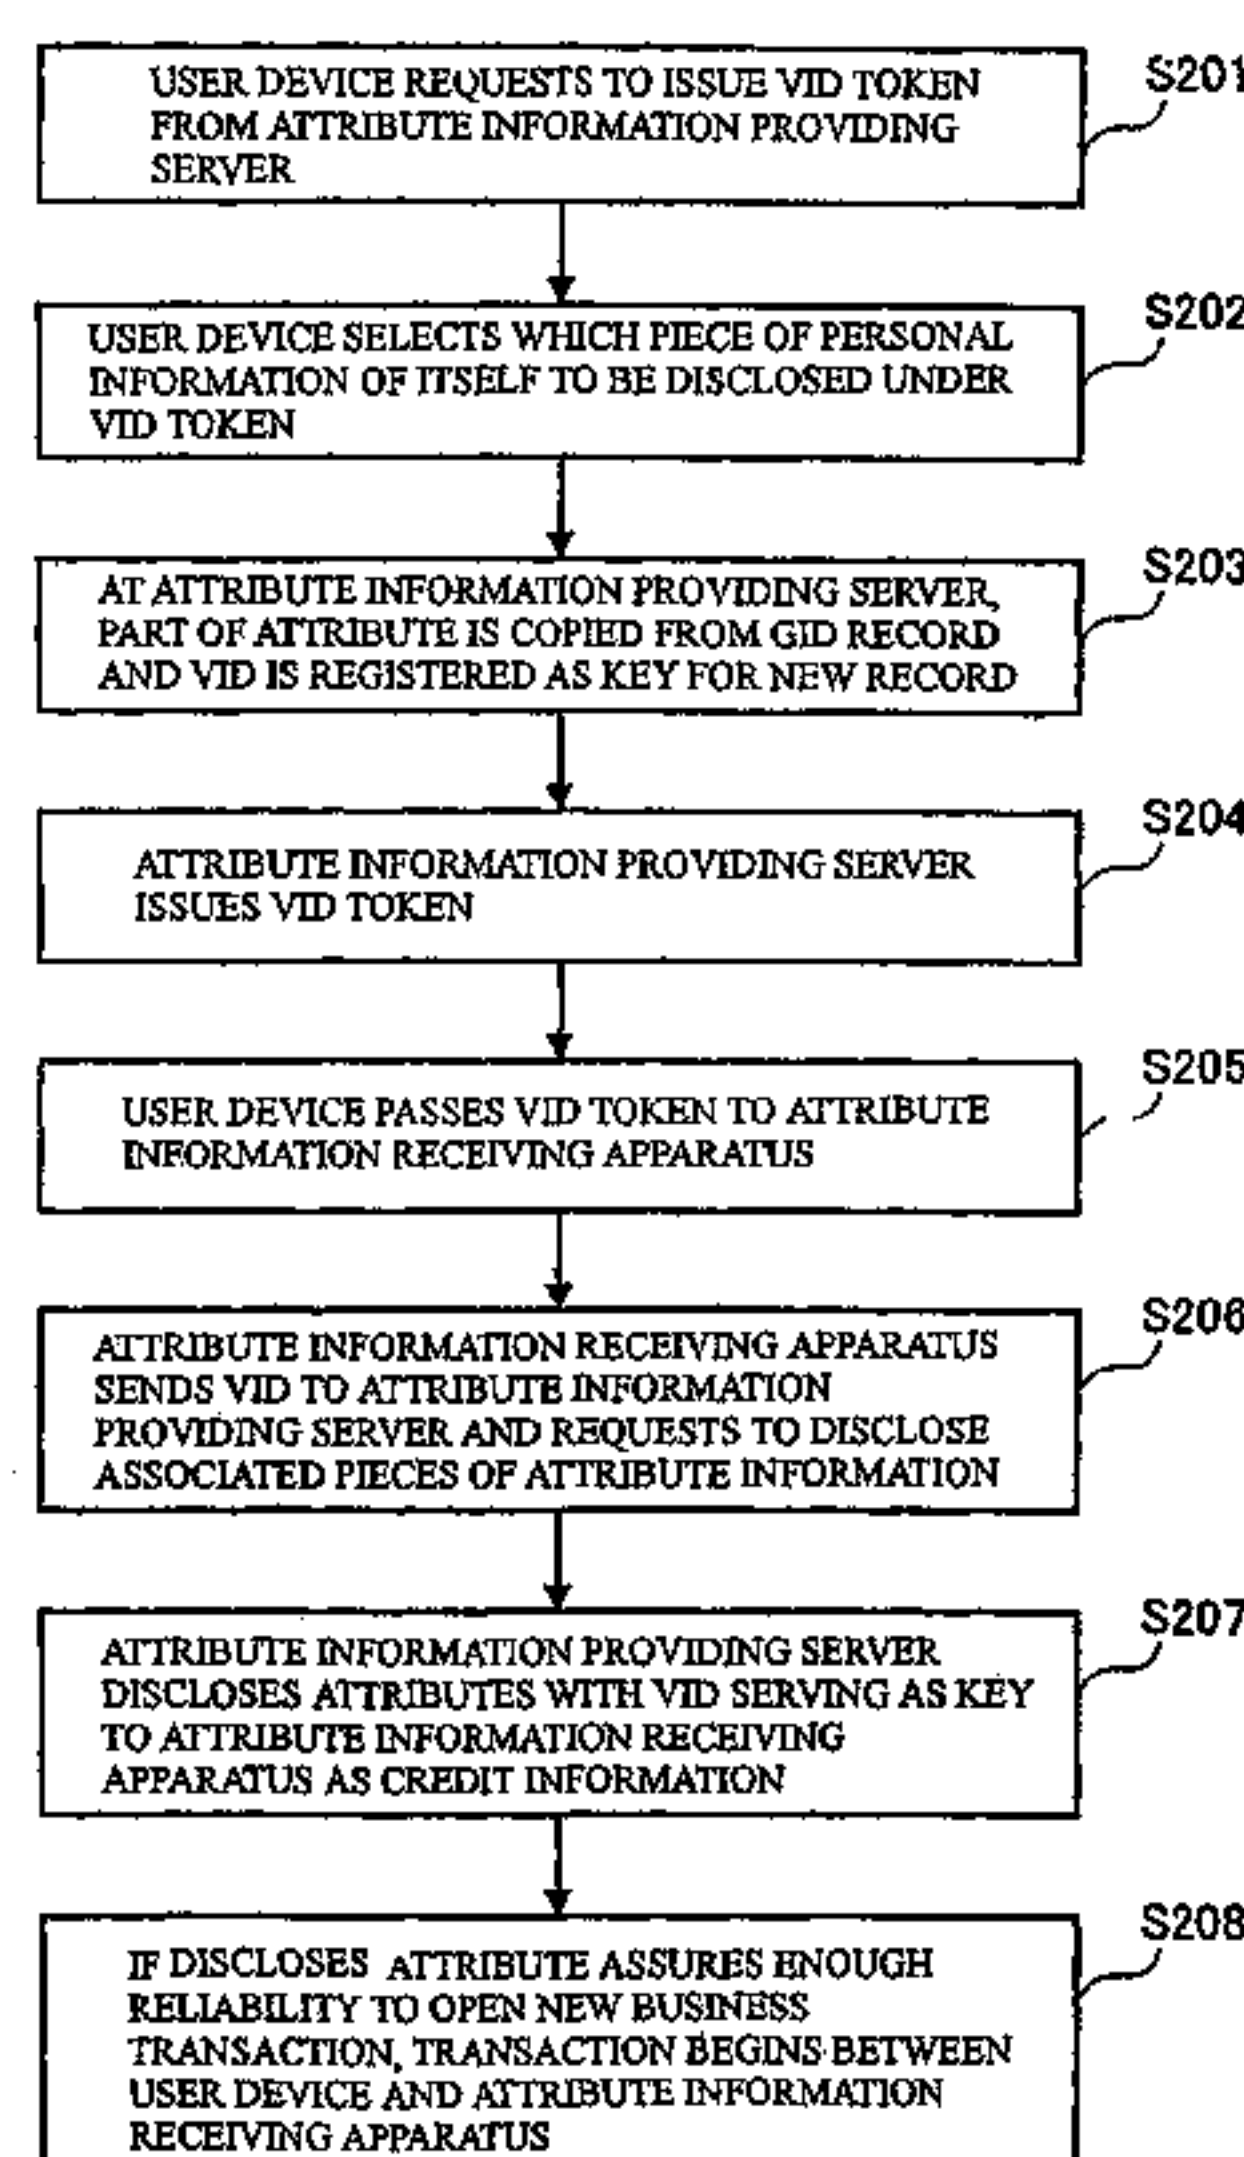 USER DEVICE REQUESTS TO ISSUE VID TOKEN
FROM ATTRIBUTE INFORMATION PROVIDING
SERVER
S201
USER DEVICE SELECTS WHICH PIECE OF PERSONAL
INFORMATION OF ITSELF TO BE DISCLOSED UNDER
VID TOKEN
S202
AT ATTRIBUTE INFORMATION PROVIDING SERVER,
PART OF ATTRIBUTE IS COPIED FROM GID RECORD
AND VID IS REGISTERED AS KEY FOR NEW RECORD
S203
ATTRIBUTE INFORMATION PROVIDING SERVER
ISSUES VID TOKEN
S204
USER DEVICE PASSES VID TOKEN TO ATTRIBUTE
INFORMATION RECEIVING APPARATUS
S205
ATTRIBUTE INFORMATION RECEIVING APPARATUS
SENDS VID TO ATTRIBUTE INFORMATION
PROVIDING SERVER AND REQUESTS TO DISCLOSE
ASSOCIATED PIECES OF ATTRIBUTE INFORMATION
S206
ATTRIBUTE INFORMATION PROVIDING SERVER
DISCLOSES ATTRIBUTES WITH VID SERVING AS KEY
TO ATTRIBUTE INFORMATION RECEIVING
APPARATUS AS CREDIT INFORMATION
S207
IF DISCLOSES ATTRIBUTE ASSURES ENOUGH
RELIABILITY TO OPEN NEW BUSINESS
TRANSACTION, TRANSACTION BEGINS BETWEEN
USER DEVICE AND ATTRIBUTE INFORMATION
RECEIVING APPARATUS
S208